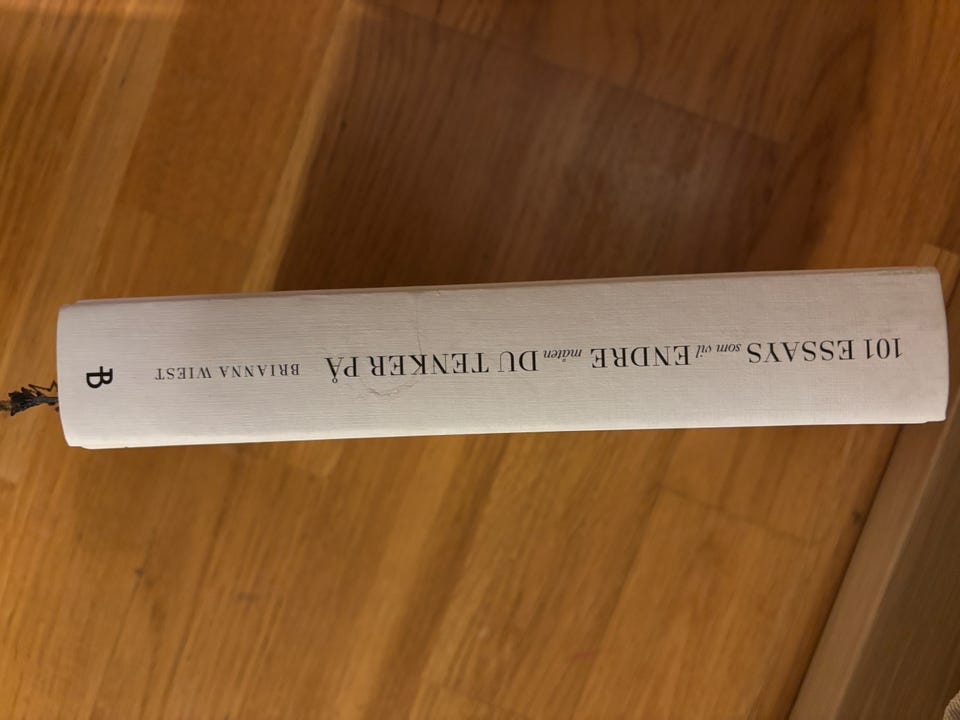 101 ESSAYS som vil ENDRE måten DU TENKER PÅ
BRIANNA WIEST
B